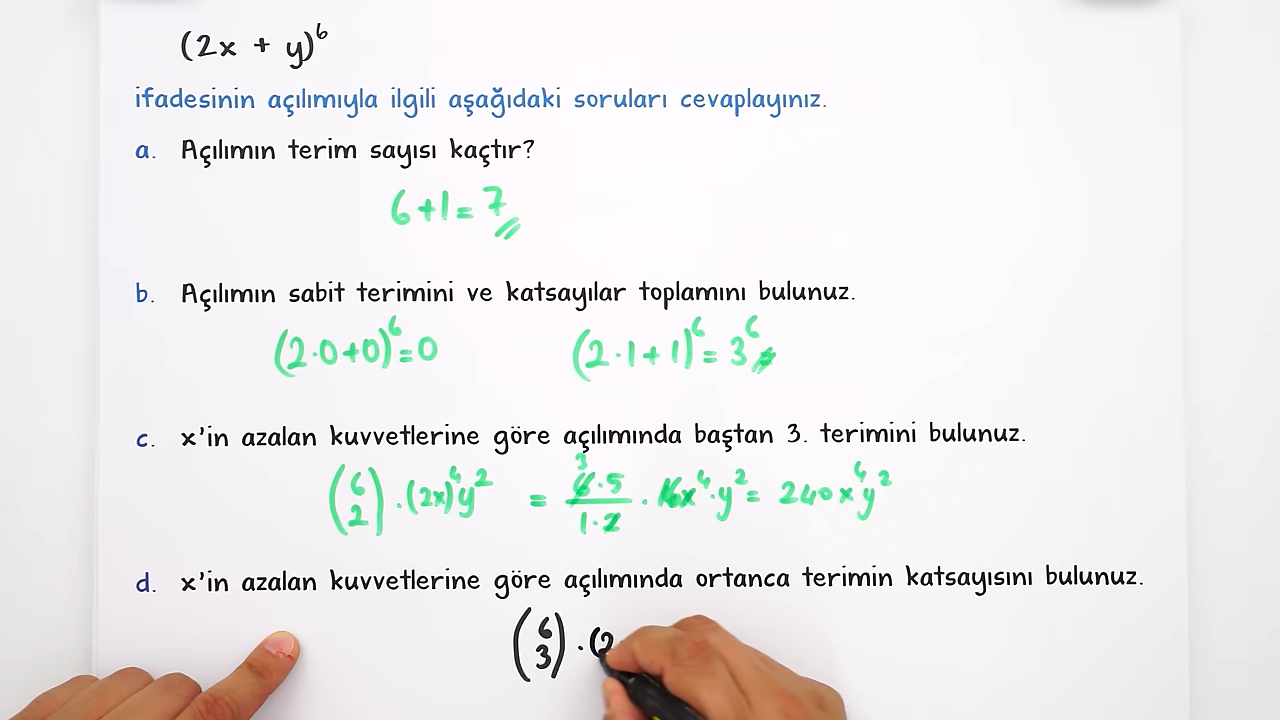 (2x + y)⁶
ifadesinin açılımıyla ilgili aşağıdaki soruları cevaplayınız.
a. Açılımın terim sayısı kaçtır?
6+1=7
b. Açılımın sabit terimini ve katsayılar toplamını bulunuz.
(2·0+0)⁶=0 (2·1+1)⁶=3⁶
c. x'in azalan kuvvetlerine göre açılımında baştan 3. terimini bulunuz.
(6 2)·(2x)⁴y² = 3 6·5/1·2 · 16x⁴·y² = 240x⁴y²
d. x'in azalan kuvvetlerine göre açılımında ortanca terimin katsayısını bulunuz.
(6 3)·(2